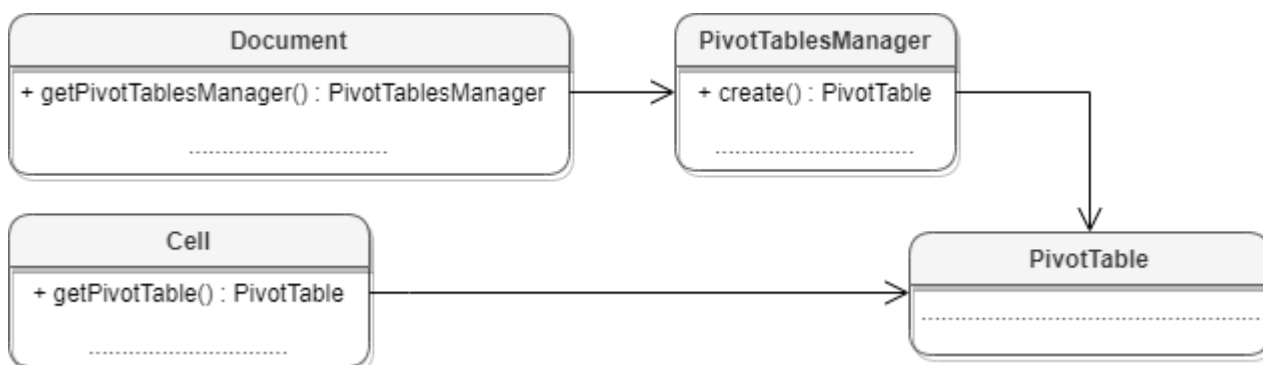 Document
+ getPivotTablesManager() : PivotTablesManager
PivotTablesManager
+ create() : PivotTable
Cell
+ getPivotTable() : PivotTable
PivotTable